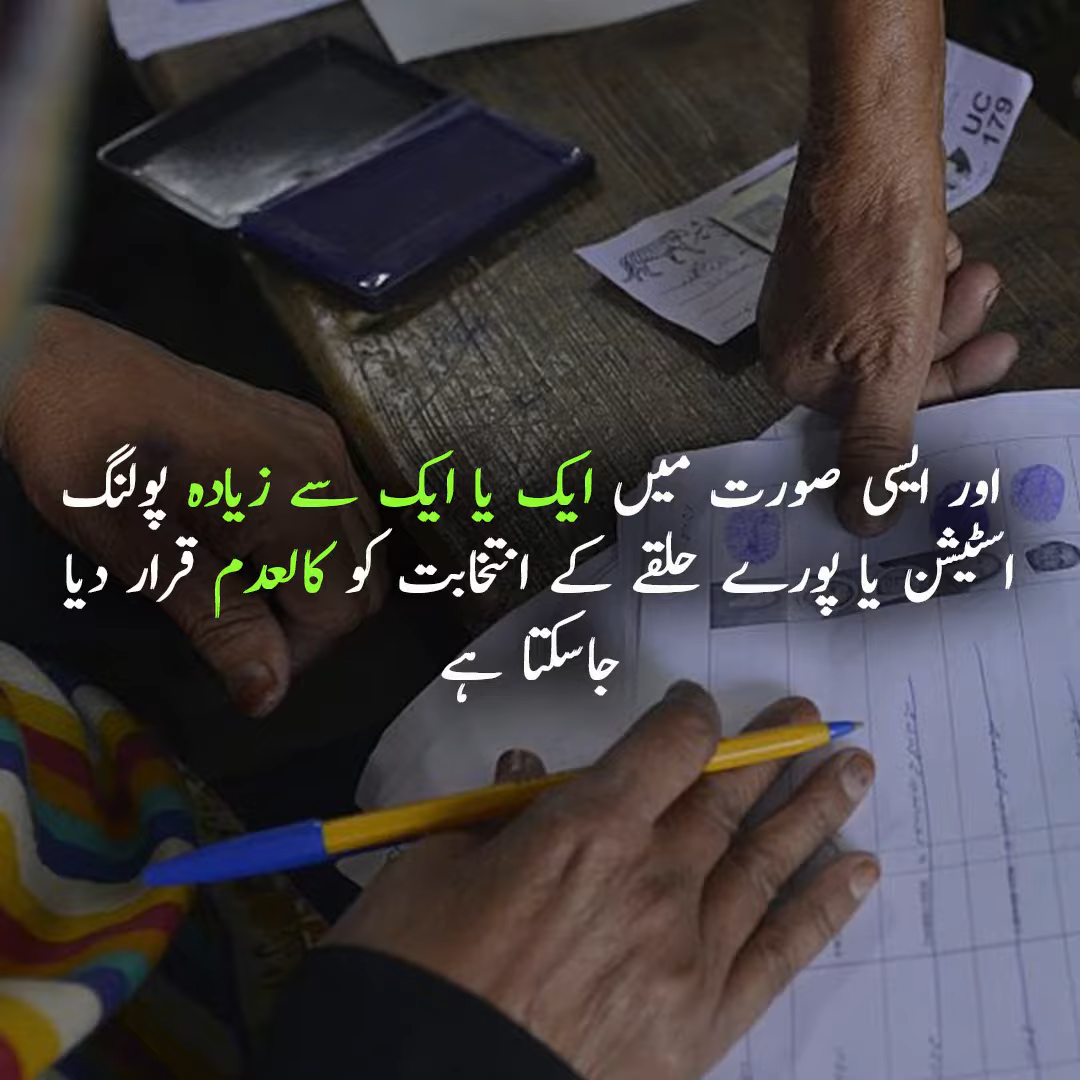 UC
179
اور ایسی صورت میں ایک یا ایک سے زیادہ پولنگ
اسٹیشن یا پورے حلقے کے انتخابت کو کالعدم قرار دیا
جاسکتا ہے